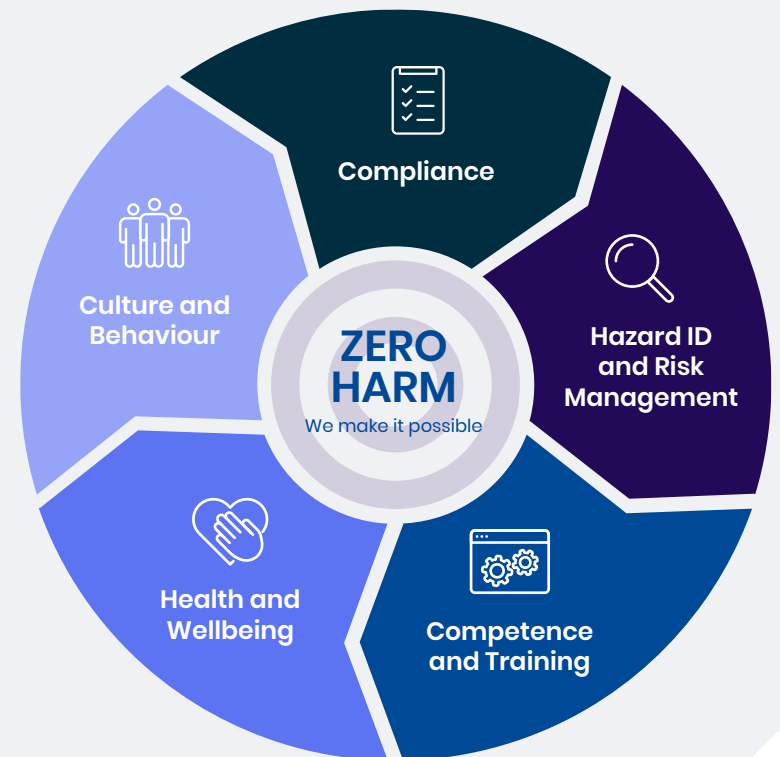 Compliance
Hazard ID
and Risk
Management
Competence
and Training
Health and
Wellbeing
Culture and
Behaviour
ZERO
HARM
We make it possible